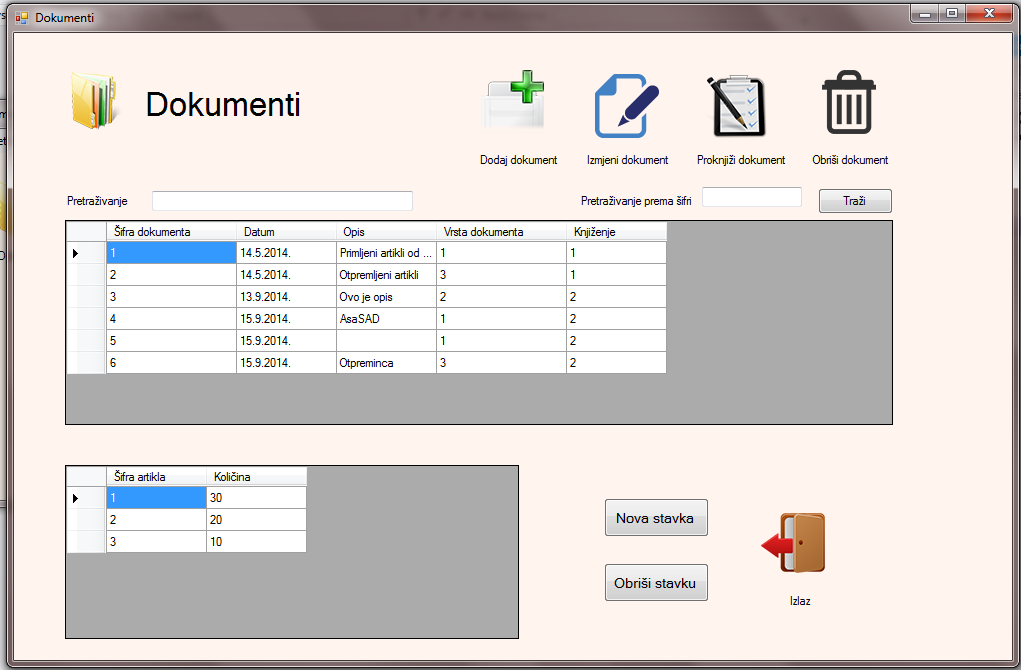 Dokumenti
Dokumenti
Dodaj dokument Izmjeni dokument Proknjiži dokument Obriši dokument
Pretraživanje Pretraživanje prema šifri Traži
Šifra dokumenta Datum Opis Vrsta dokumenta Knjiženje
1 14.5.2014. Primljeni artikli od ... 1 1
2 14.5.2014. Otpremljeni artikli 3 1
3 13.9.2014. Ovo je opis 2 2
4 15.9.2014. AsaSAD 1 2
5 15.9.2014. 1 2
6 15.9.2014. Otpreminca 3 2
Šifra artikla Količina
1 30
2 20
3 10
Nova stavka
Obriši stavku
Izlaz